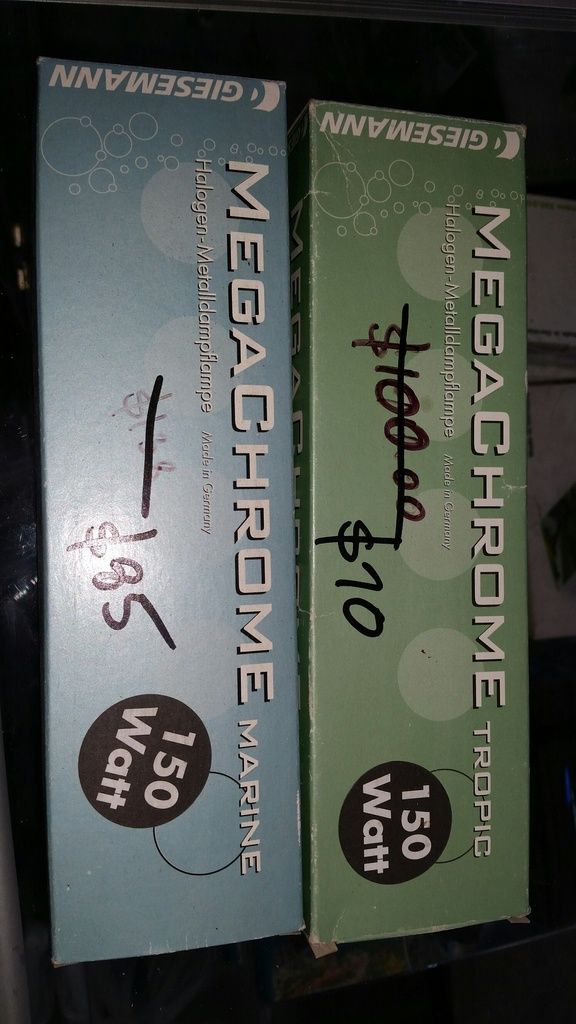 GIESEMANN
MEGACHROME MARINE
Halogen-Metalldampflampe Made in Germany
$85
150
Watt
GIESEMANN
MEGACHROME TROPIC
Halogen-Metalldampflampe Made in Germany
$100.00
$70
150
Watt
MEGACHROME